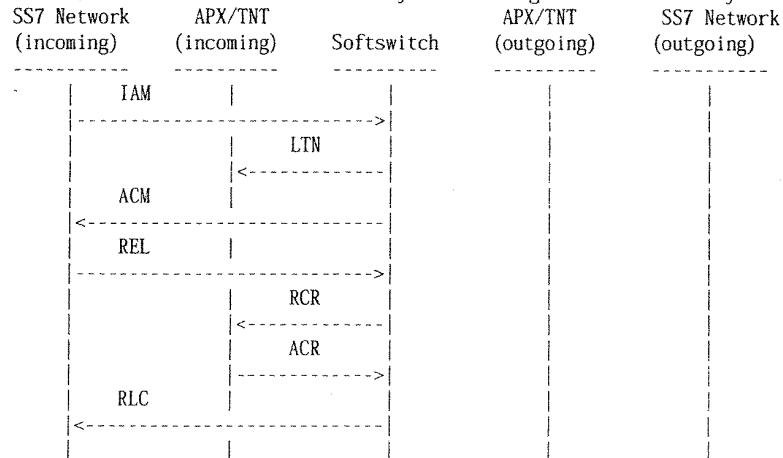 SS7 Network APX/TNT APX/TNT SS7 Network
(incoming) (incoming) Softswitch (outgoing) (outgoing)
IAM
LTN
ACM
REL
RCR
ACR
RLC